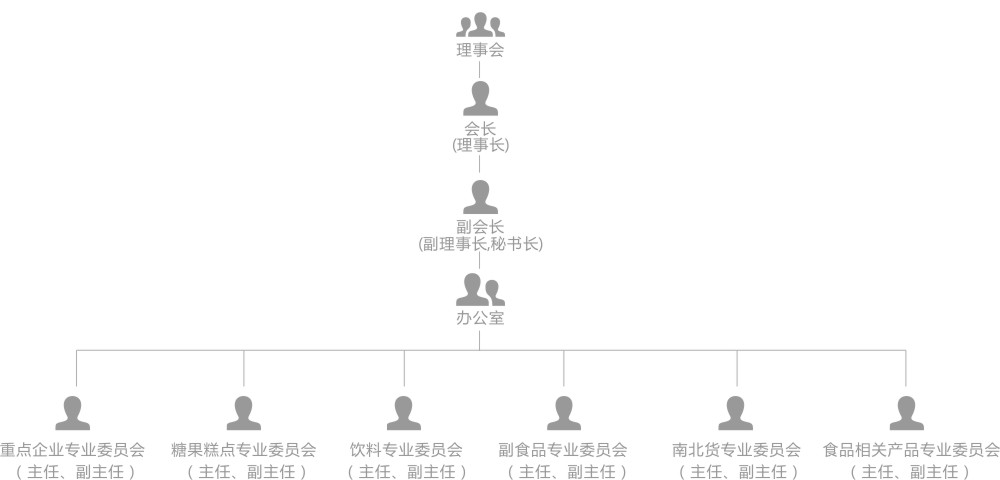 理事会
会长
(理事长)
副会长
(副理事长,秘书长)
办公室
重点企业专业委员会
（主任、副主任）
糖果糕点专业委员会
（主任、副主任）
饮料专业委员会
（主任、副主任）
副食品专业委员会
（主任、副主任）
南北货专业委员会
（主任、副主任）
食品相关产品专业委员会
（主任、副主任）